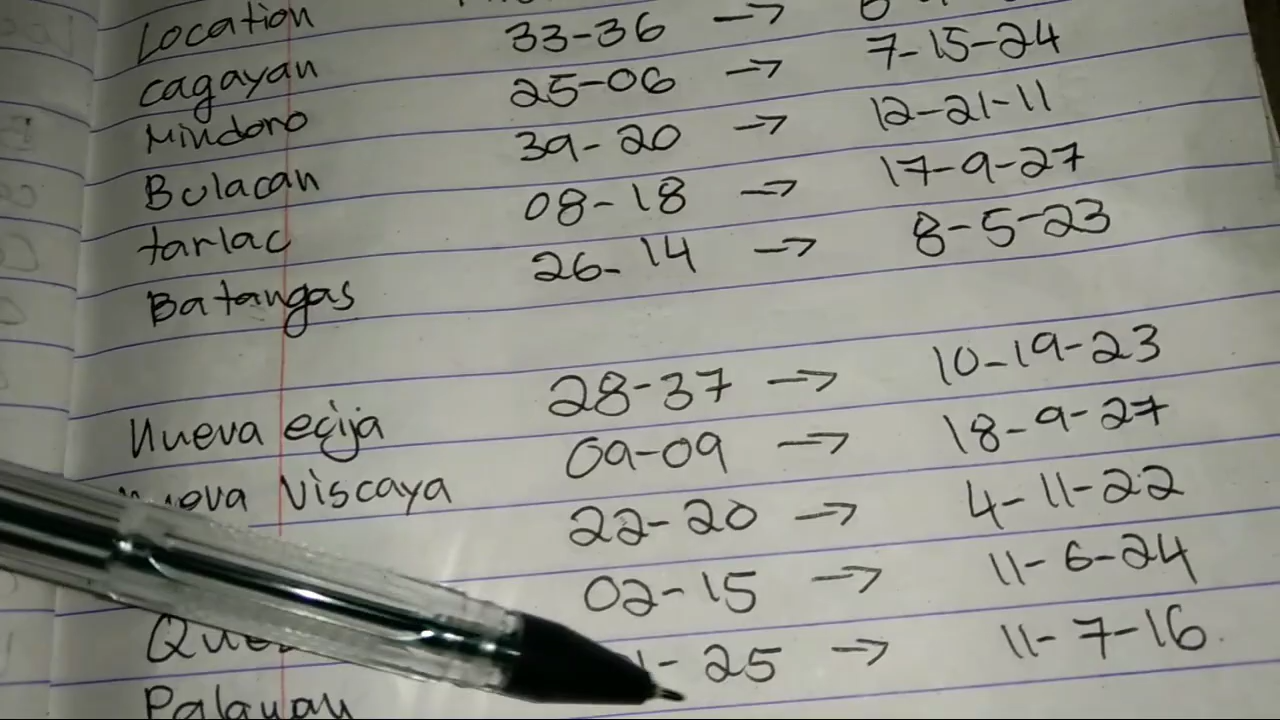 Location
cagayan 33-36 →
Mindoro 25-06 → 7-15-24
Bulacan 39-20 → 12-21-11
tarlac 08-18 → 17-9-27
Batangas 26-14 → 8-5-23
Nueva ecija 28-37 → 10-19-23
Nueva Viscaya 09-09 → 18-9-27
22-20 → 4-11-22
02-15 → 11-6-24
Palayan 25 → 11-7-16